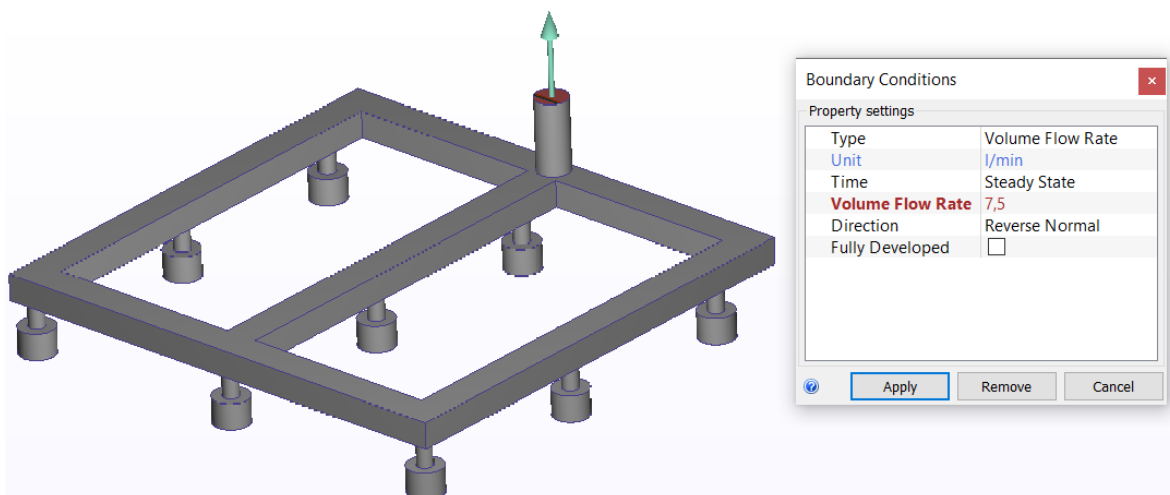 Boundary Conditions
Property settings
Type Volume Flow Rate
Unit l/min
Time Steady State
Volume Flow Rate 7,5
Direction Reverse Normal
Fully Developed
Apply Remove Cancel